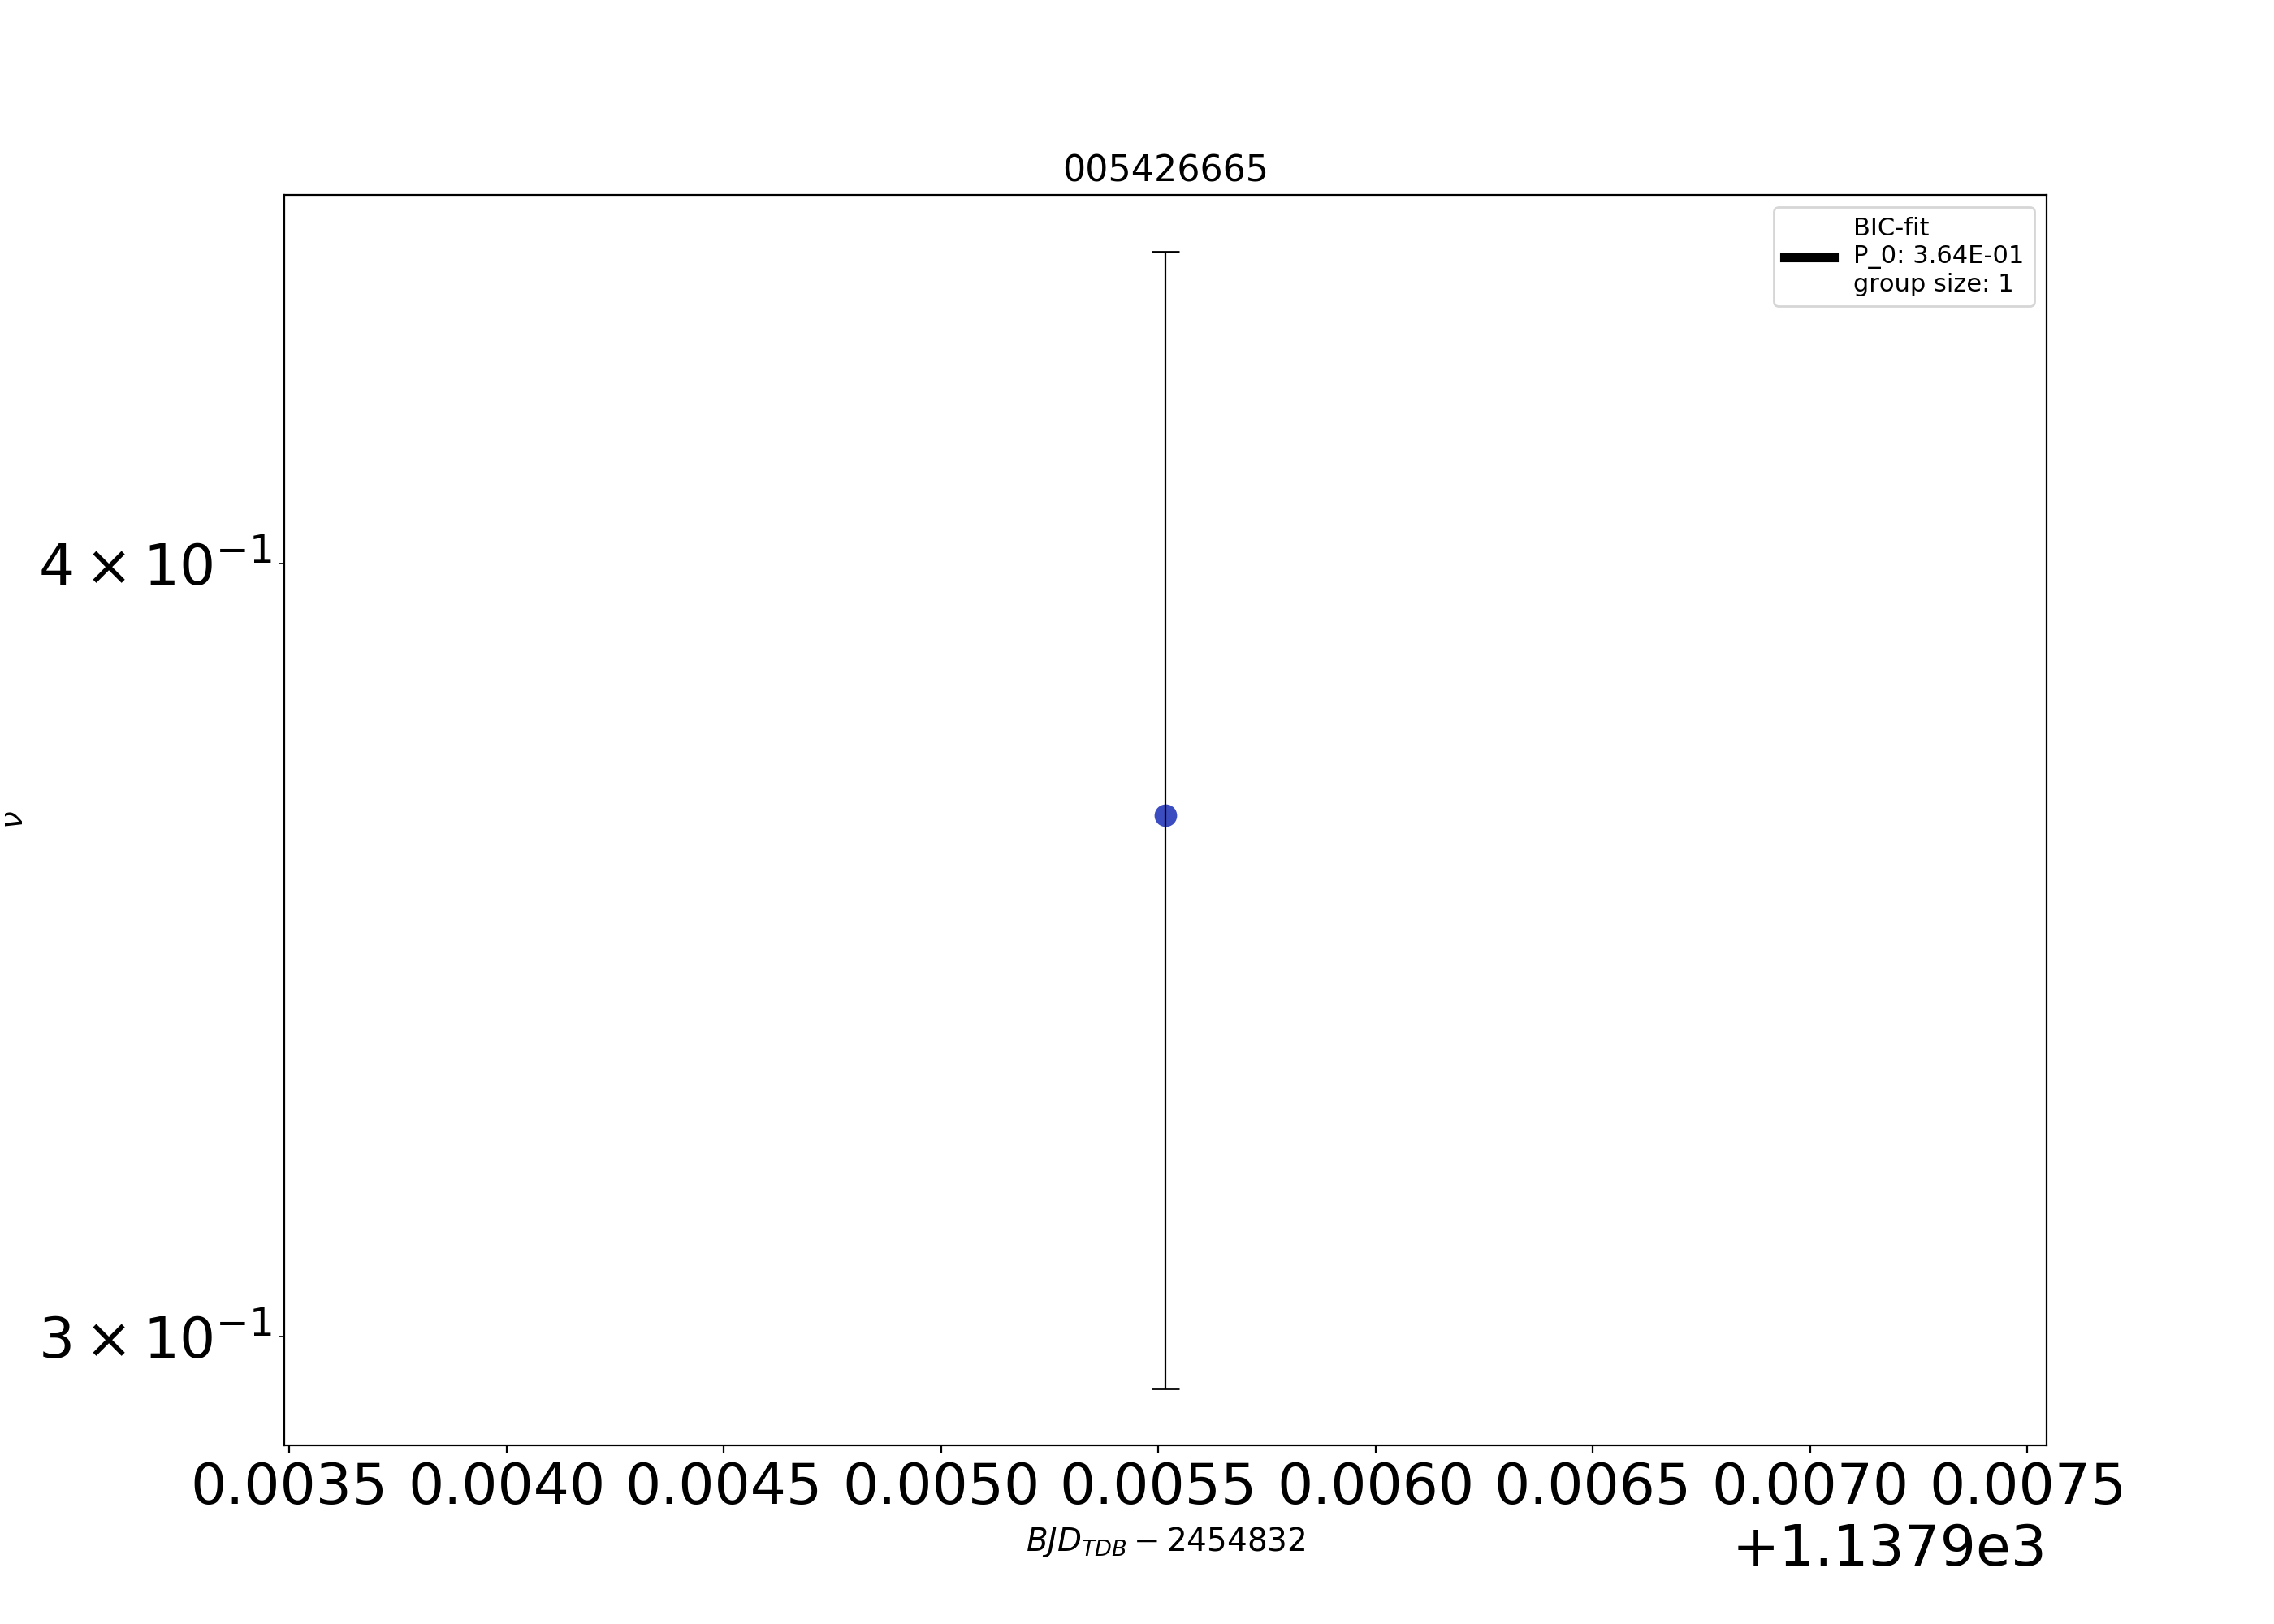 005426665
BIC-fit
P_0: 3.64E-01
group size: 1
4 × 10⁻¹
3 × 10⁻¹
ν
0.0035 0.0040 0.0045 0.0050 0.0055 0.0060 0.0065 0.0070 0.0075
BJD_TDB − 2454832
+1.1379e3